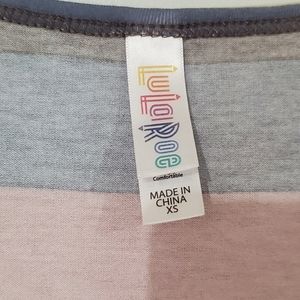 LuLaRoe
Comfortable
MADE IN
CHINA
XS